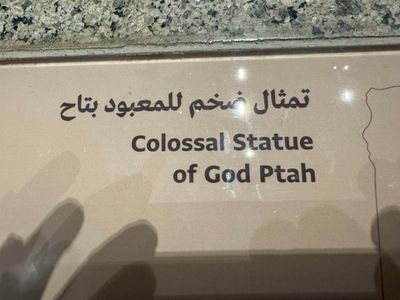 تمثال ضخم للمعبود بتاح
Colossal Statue
of God Ptah